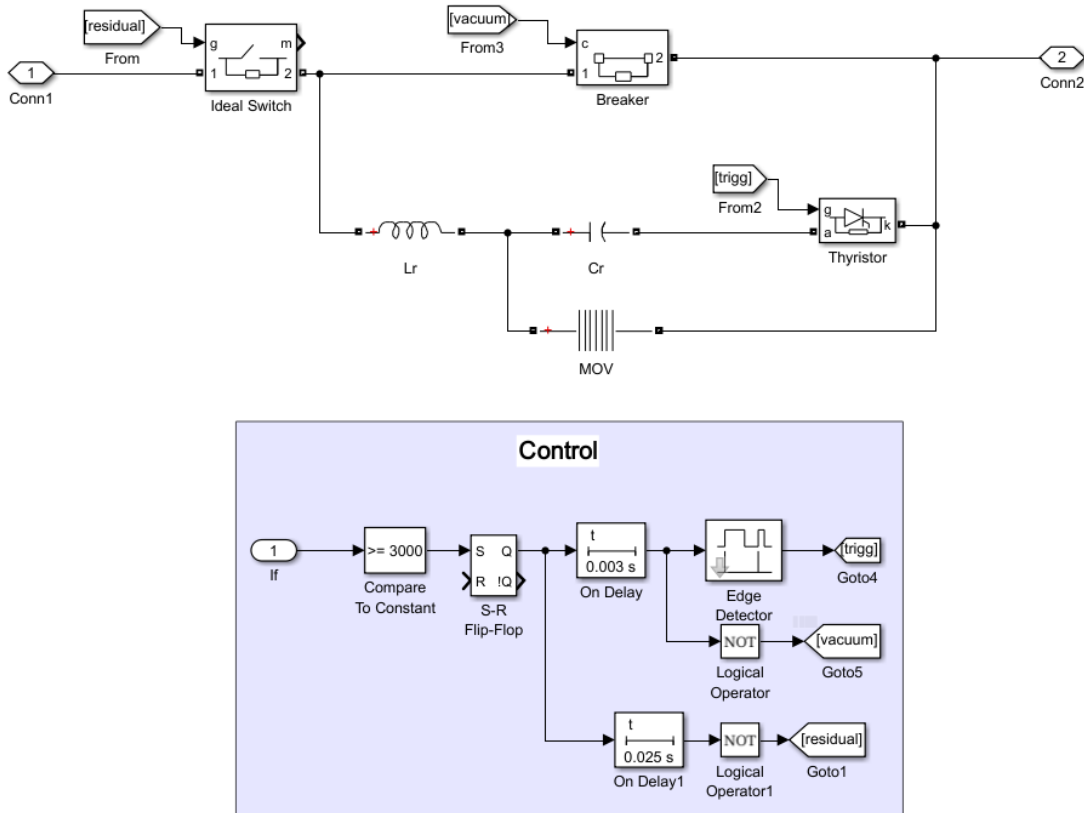 [residual]
From
g
m
1
2
Ideal Switch
1
Conn1
[vacuum]
From3
c
1
2
Breaker
2
Conn2
[trigg]
From2
g
a
k
Thyristor
+
Lr
+
Cr
+
MOV
Control
1
If
>= 3000
Compare
To Constant
S
Q
R
!Q
S-R
Flip-Flop
t
0.003 s
On Delay
Edge
Detector
[trigg]
Goto4
NOT
Logical
Operator
[vacuum]
Goto5
t
0.025 s
On Delay1
NOT
Logical
Operator1
[residual]
Goto1